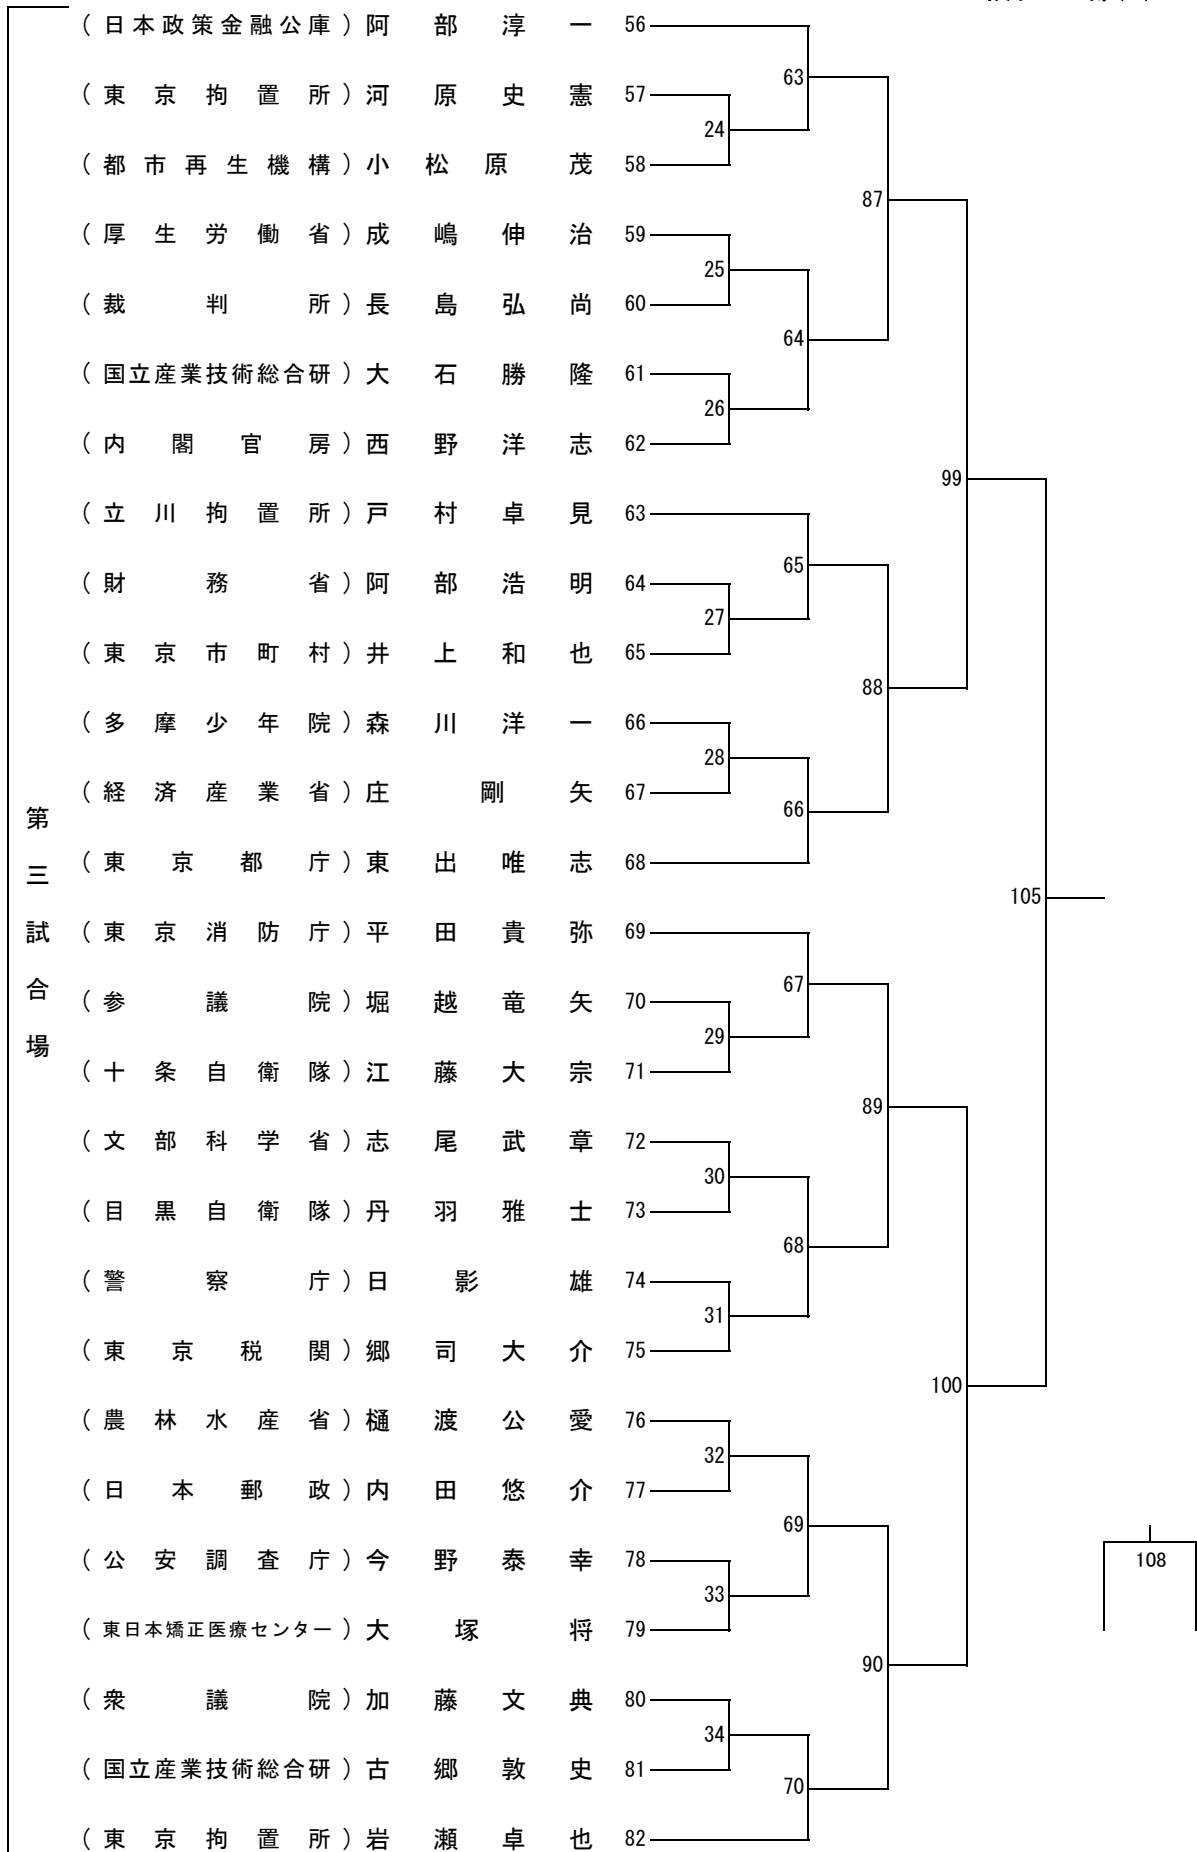 (日本政策金融公庫) 阿部淳一 56
63
(東京拘置所) 河原史憲 57
24
(都市再生機構) 小松原茂 58
87
(厚生労働省) 成嶋伸治 59
25
(裁判所) 長島弘尚 60
64
(国立産業技術総合研) 大石勝隆 61
26
(内閣官房) 西野洋志 62
99
(立川拘置所) 戸村卓見 63
65
(財務省) 阿部浩明 64
27
(東京市町村) 井上和也 65
88
(多摩少年院) 森川洋一 66
28
(経済産業省) 庄剛矢 67
66
第三試合場
(東京都庁) 東出唯志 68
105
(東京消防庁) 平田貴弥 69
67
(参議院) 堀越竜矢 70
29
(十条自衛隊) 江藤大宗 71
89
(文部科学省) 志尾武章 72
30
(目黒自衛隊) 丹羽雅士 73
68
(警察庁) 日影雄 74
31
(東京税関) 郷司大介 75
100
(農林水産省) 樋渡公愛 76
32
(日本郵政) 内田悠介 77
69
(公安調査庁) 今野泰幸 78
108
33
(東日本矯正医療センター) 大塚将 79
90
(衆議院) 加藤文典 80
34
(国立産業技術総合研) 古郷敦史 81
70
(東京拘置所) 岩瀬卓也 82